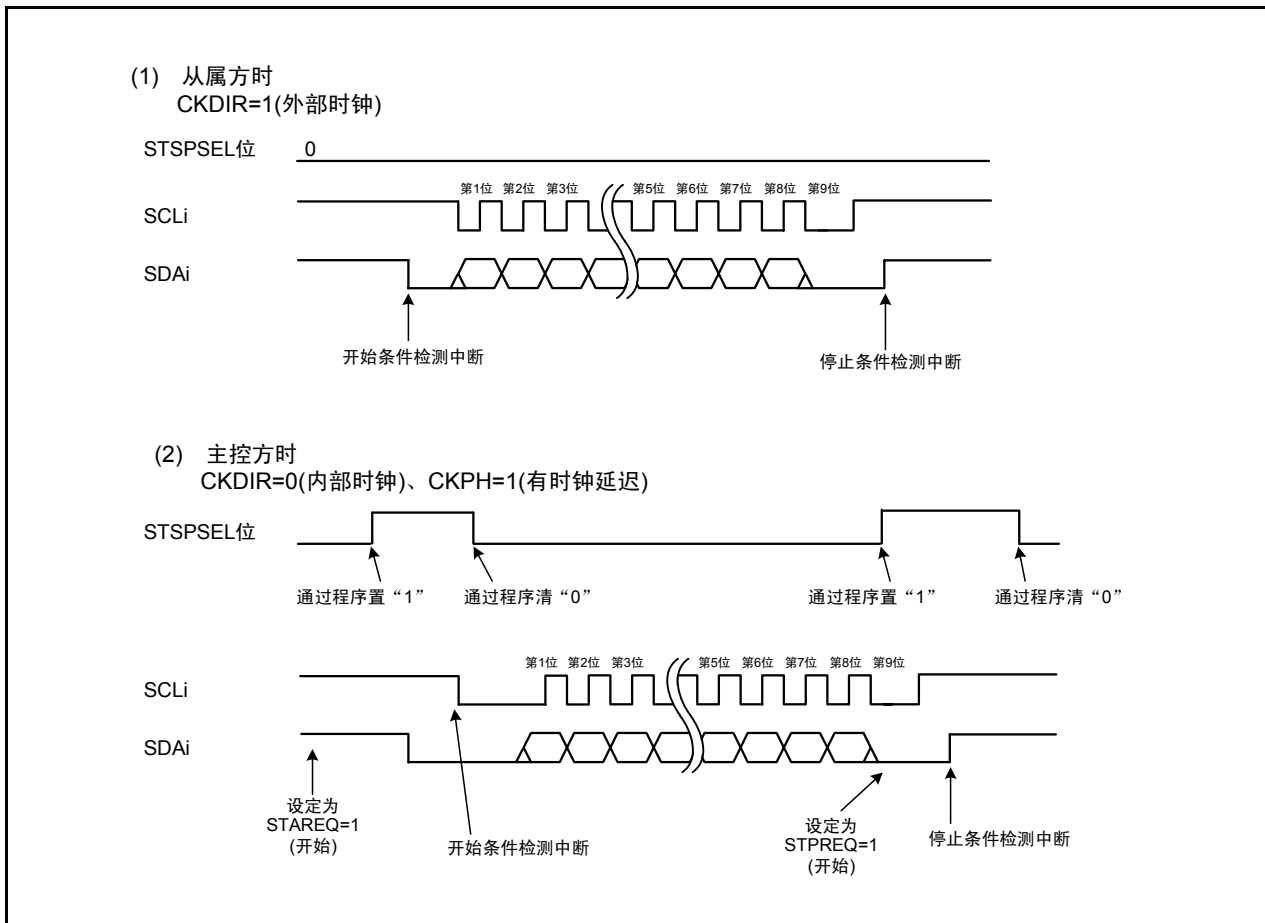 (1) 从属方时
CKDIR=1(外部时钟)
STSPSEL位 0
第1位 第2位 第3位 第5位 第6位 第7位 第8位 第9位
SCLi
SDAi
开始条件检测中断 停止条件检测中断
(2) 主控方时
CKDIR=0(内部时钟)、CKPH=1(有时钟延迟)
STSPSEL位
通过程序置“1” 通过程序清“0” 通过程序置“1” 通过程序清“0”
第1位 第2位 第3位 第5位 第6位 第7位 第8位 第9位
SCLi
SDAi
设定为
STAREQ=1
(开始)
开始条件检测中断
设定为
STPREQ=1
(开始)
停止条件检测中断